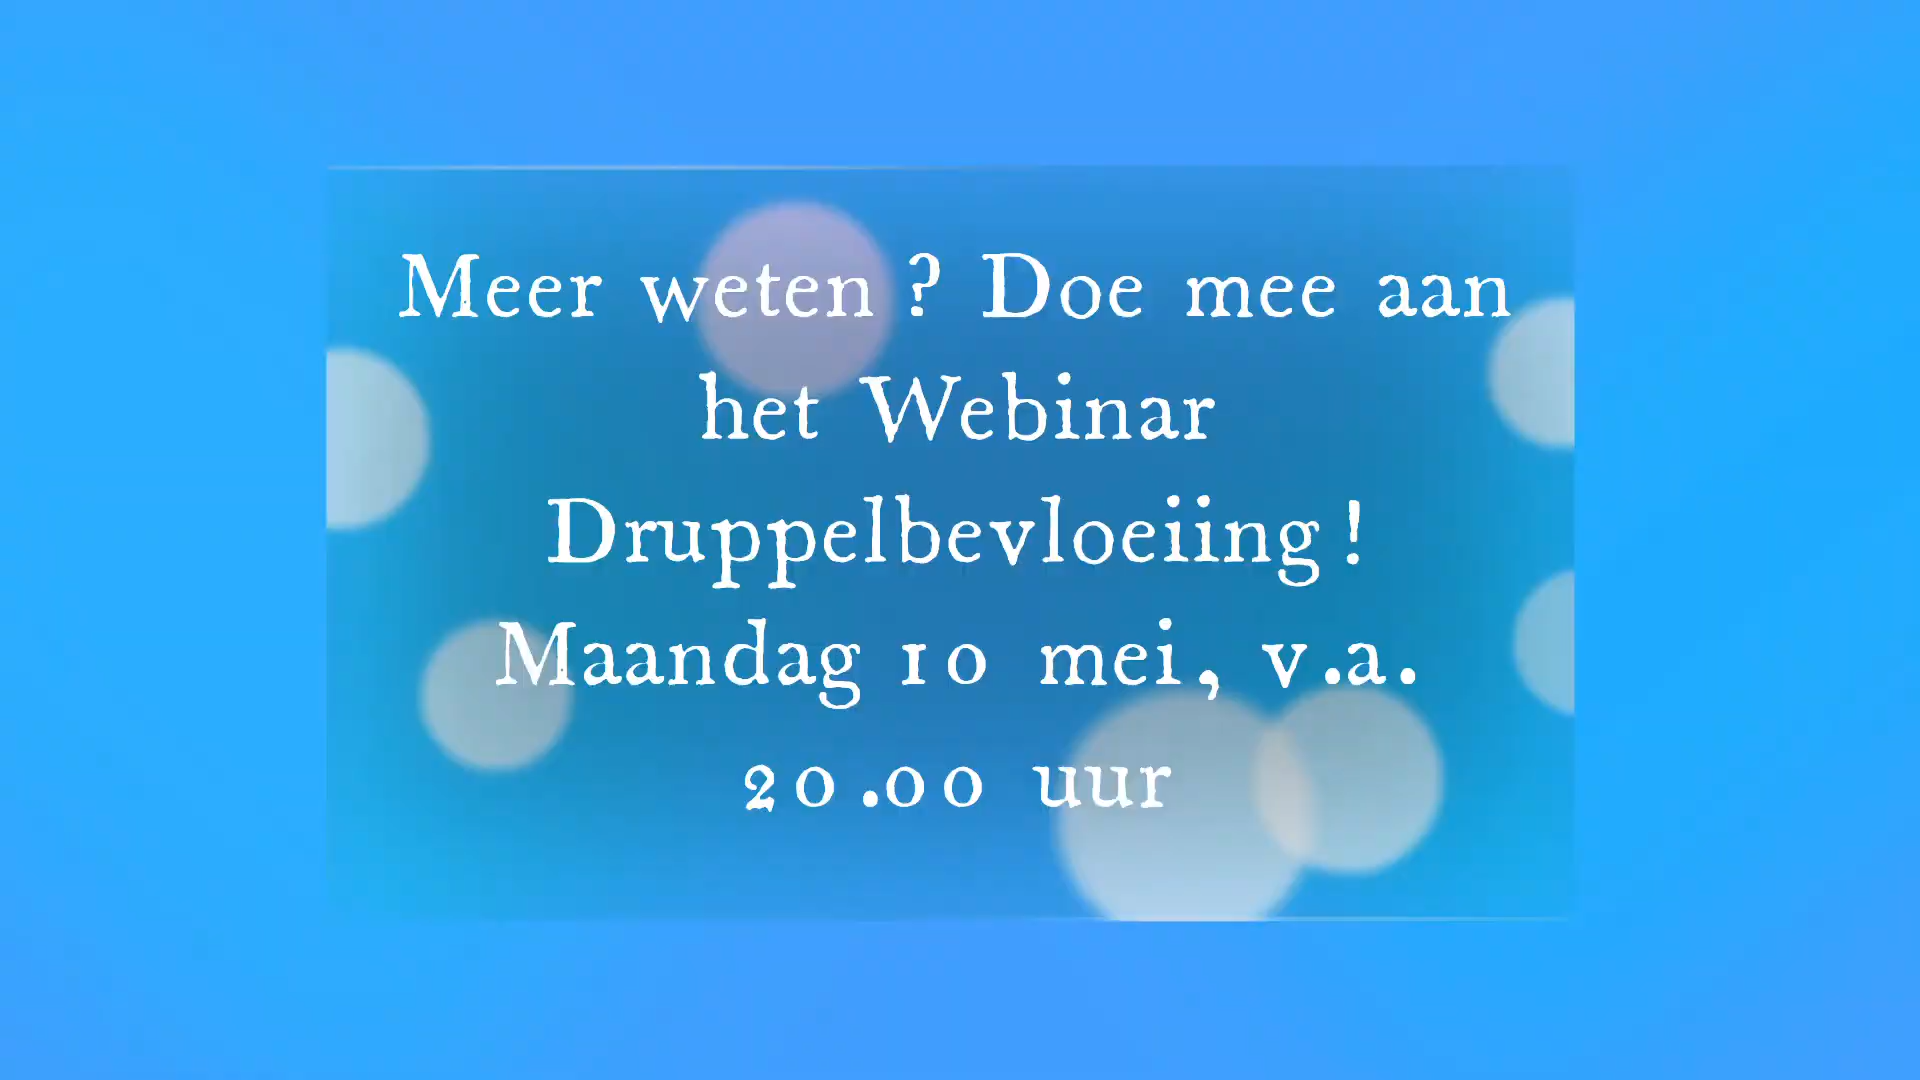 Meer weten? Doe mee aan
het Webinar
Druppelbevloeiing!
Maandag 10 mei, v.a.
20.00 uur